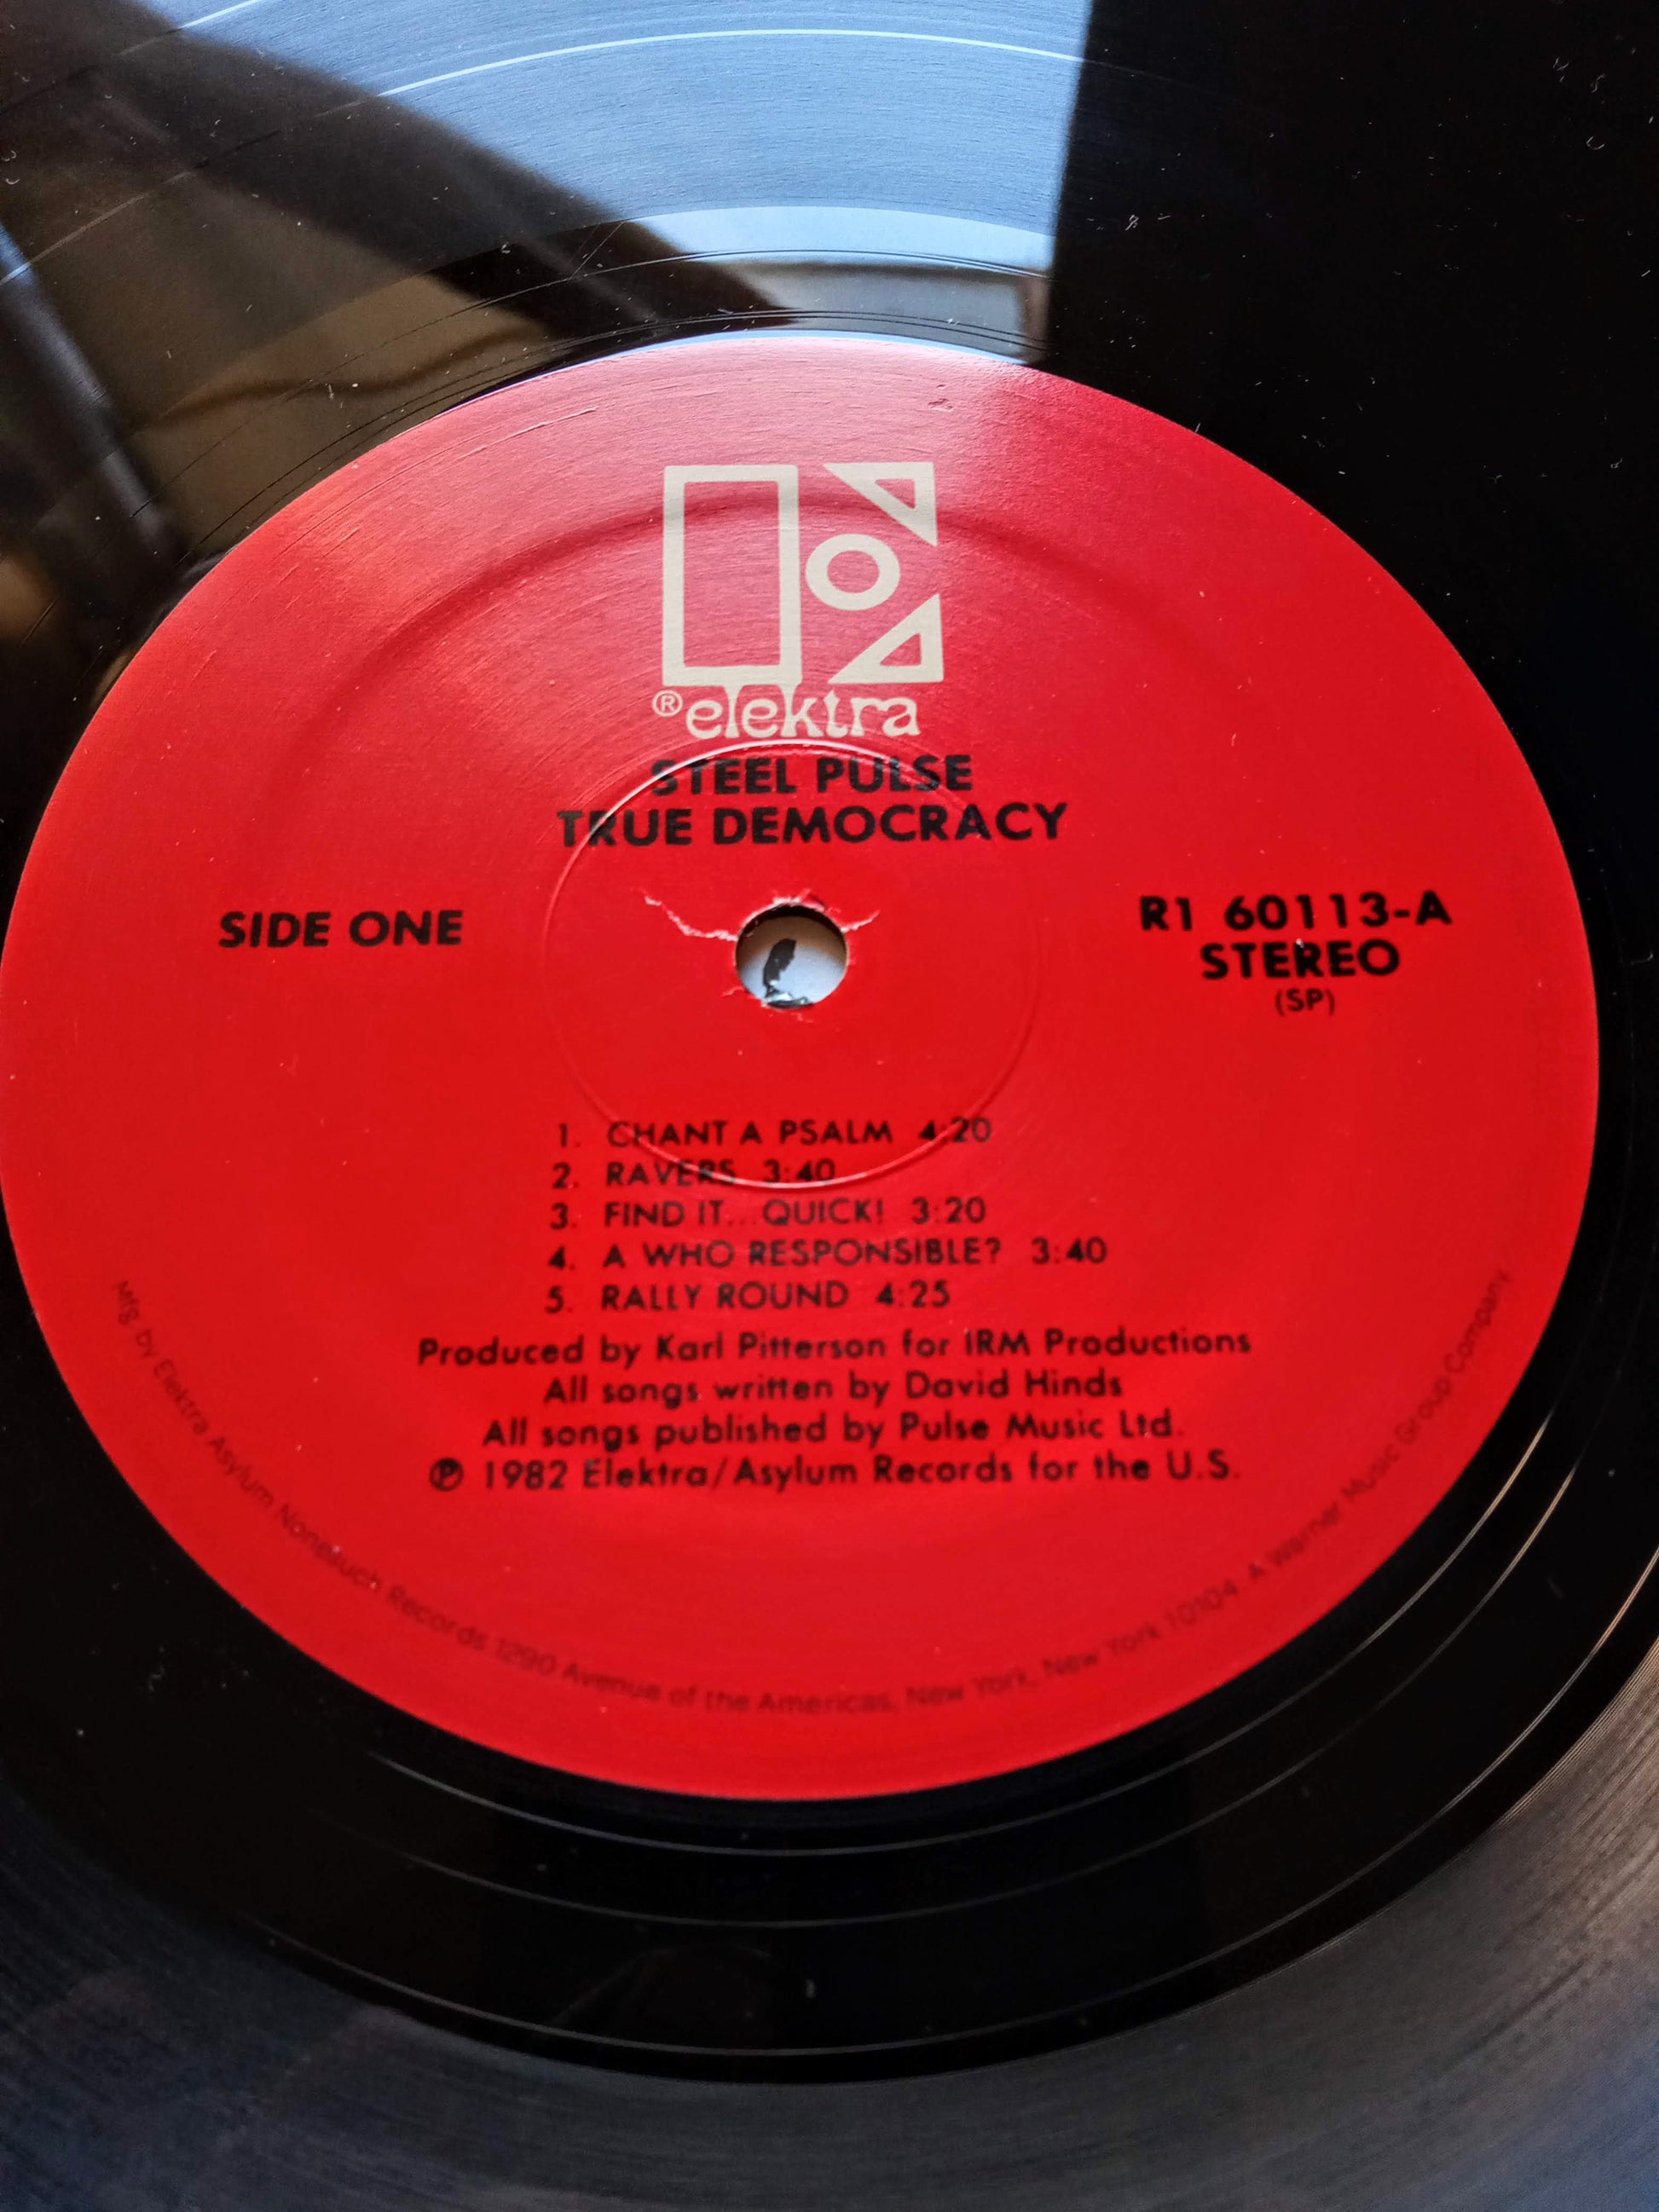 ® elektra
STEEL PULSE
TRUE DEMOCRACY
SIDE ONE
R1 60113-A
STEREO
(SP)
1. CHANT A PSALM 4:20
2. RAVERS 3:40
3. FIND IT...QUICK! 3:20
4. A WHO RESPONSIBLE? 3:40
5. RALLY ROUND 4:25
Produced by Karl Pitterson for IRM Productions
All songs written by David Hinds
All songs published by Pulse Music Ltd.
℗ 1982 Elektra/Asylum Records for the U.S.
Mfg by Elektra Asylum Nonesuch Records 1290 Avenue of the Americas, New York, New York 10104 A Warner Music Group Company